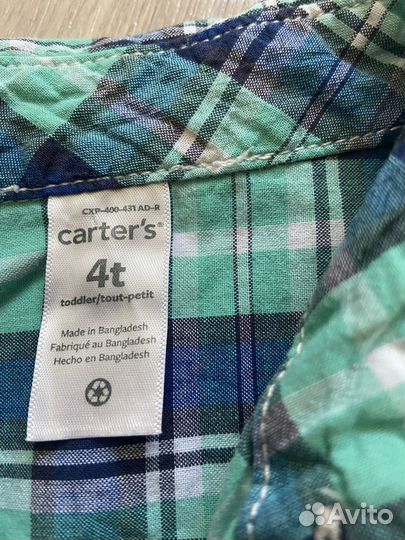 CXP-400-431 AD-R
carter's®
4t
toddler/tout-petit
Made in Bangladesh
Fabriqué au Bangladesh
Hecho en Bangladesh
Avito